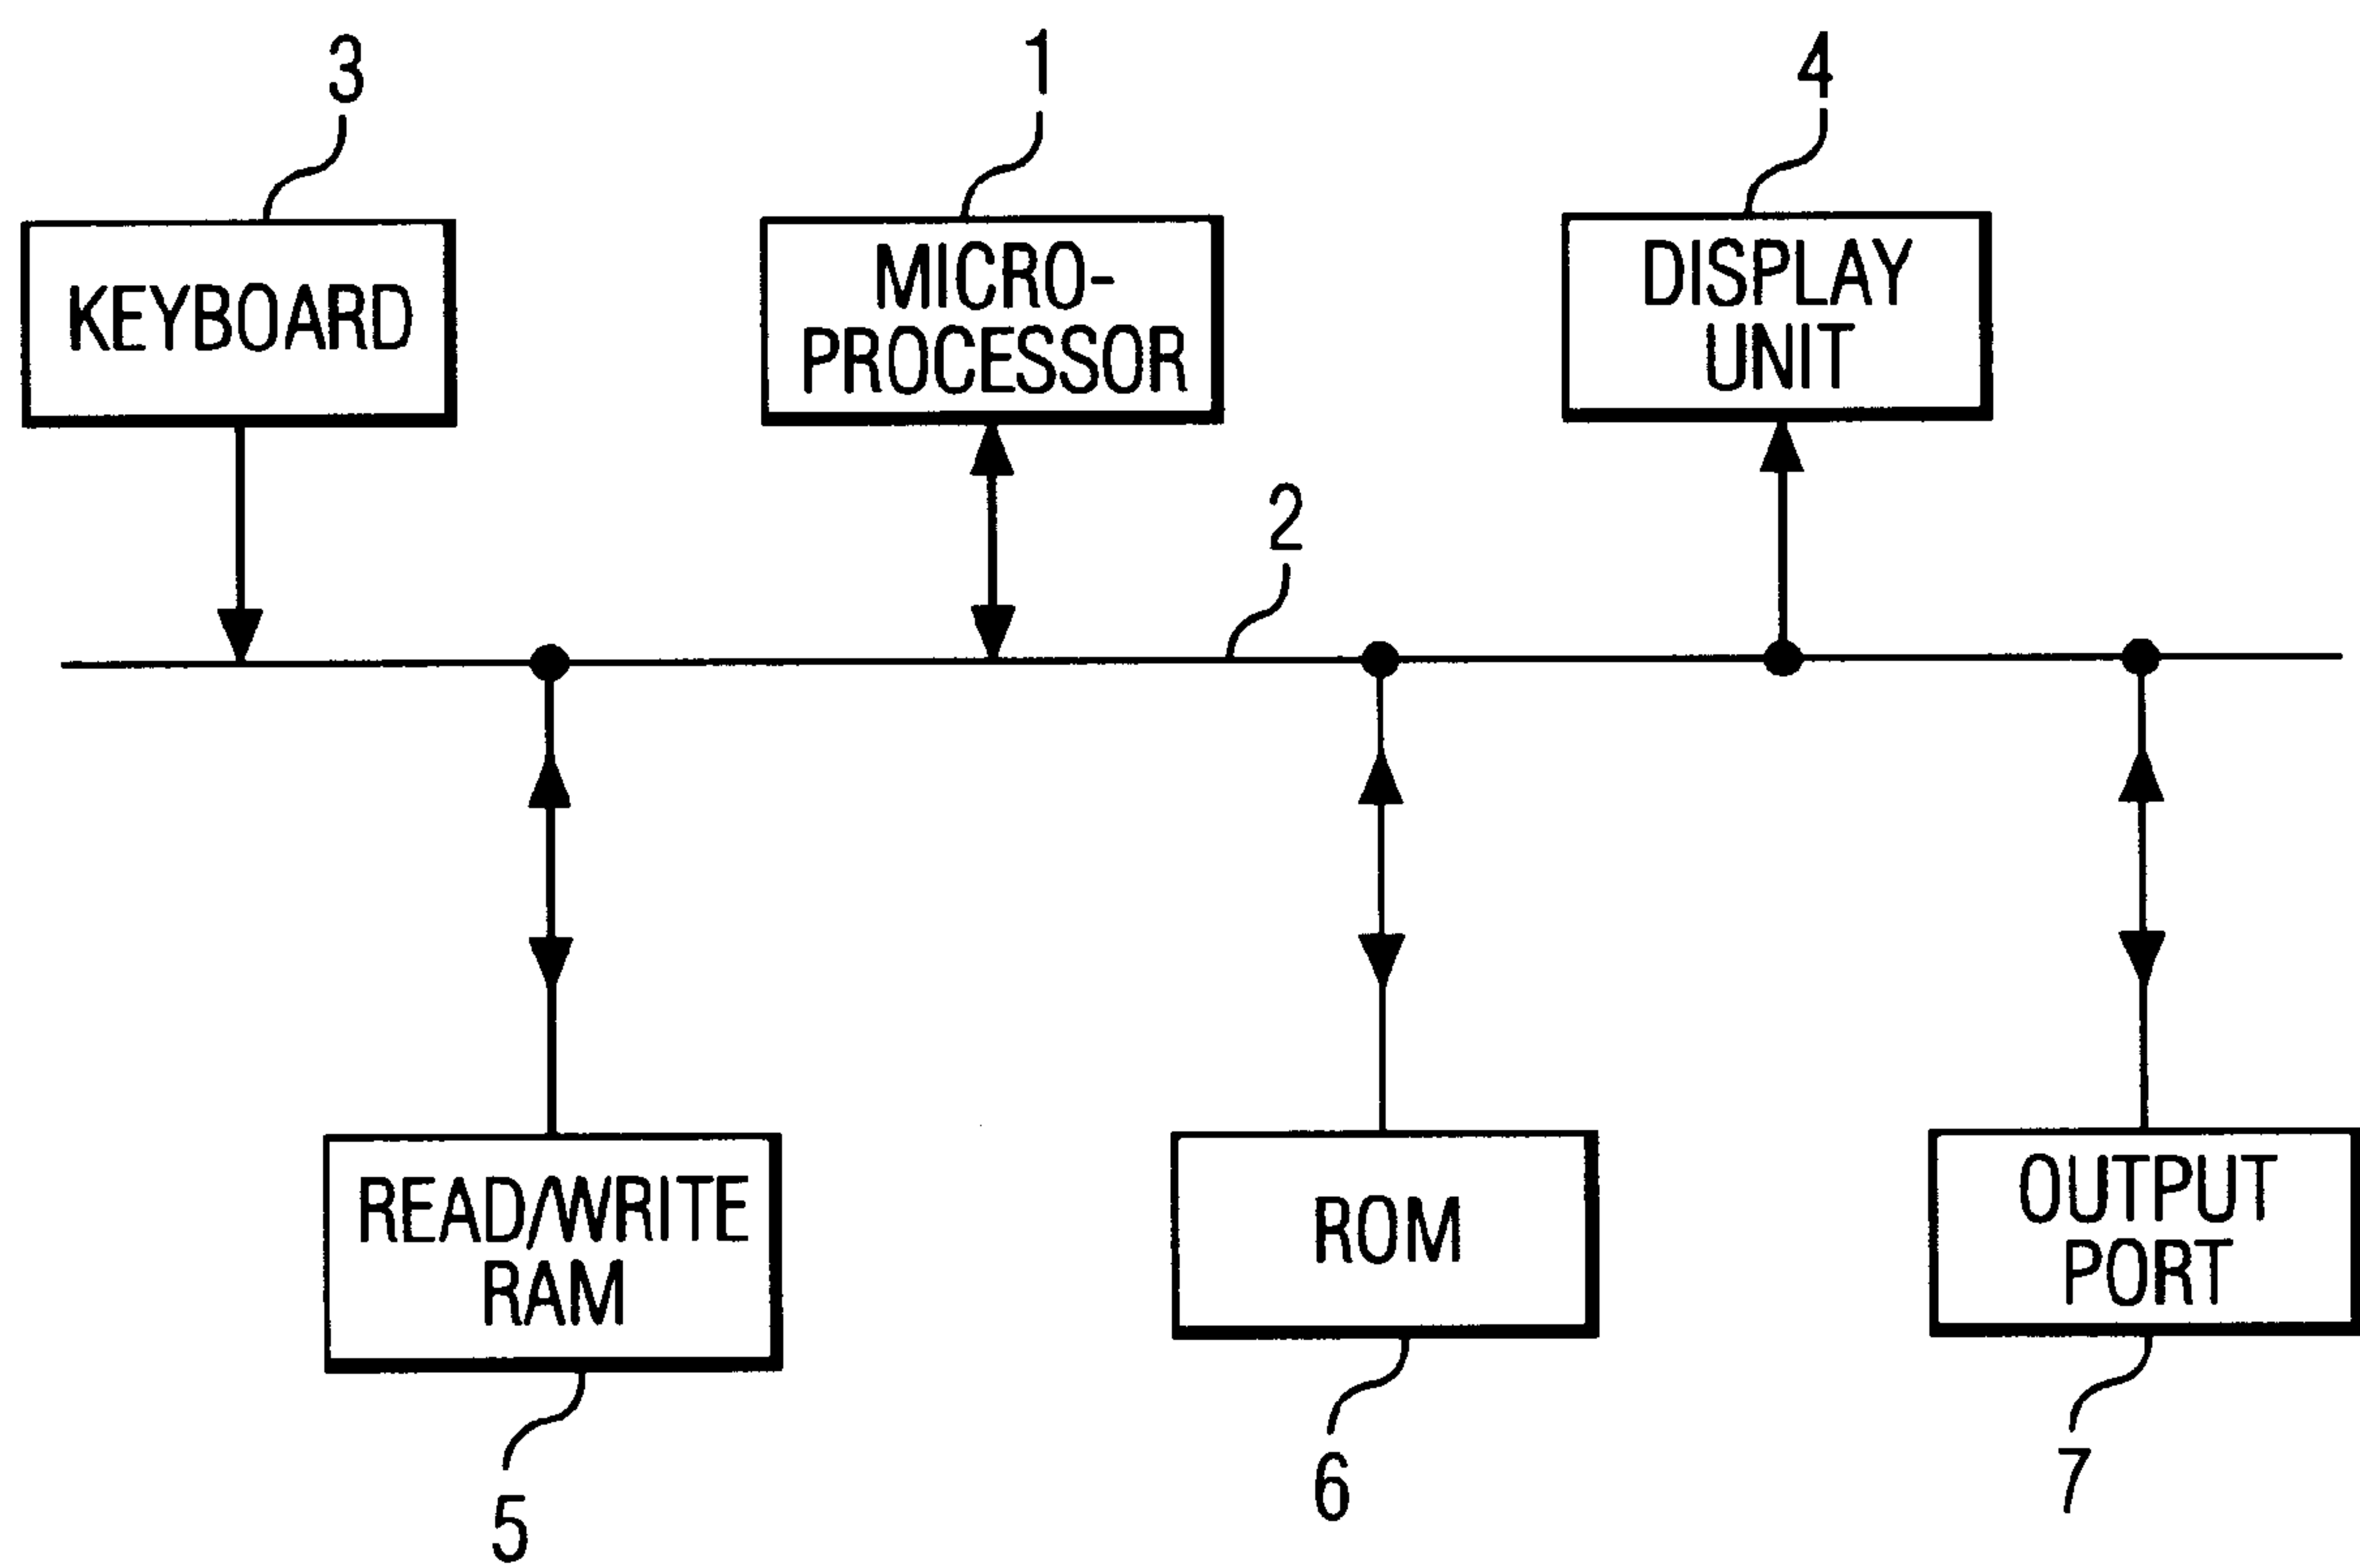 3
1
4
KEYBOARD
MICRO-
PROCESSOR
DISPLAY
UNIT
2
READ/WRITE
RAM
ROM
OUTPUT
PORT
5
6
7